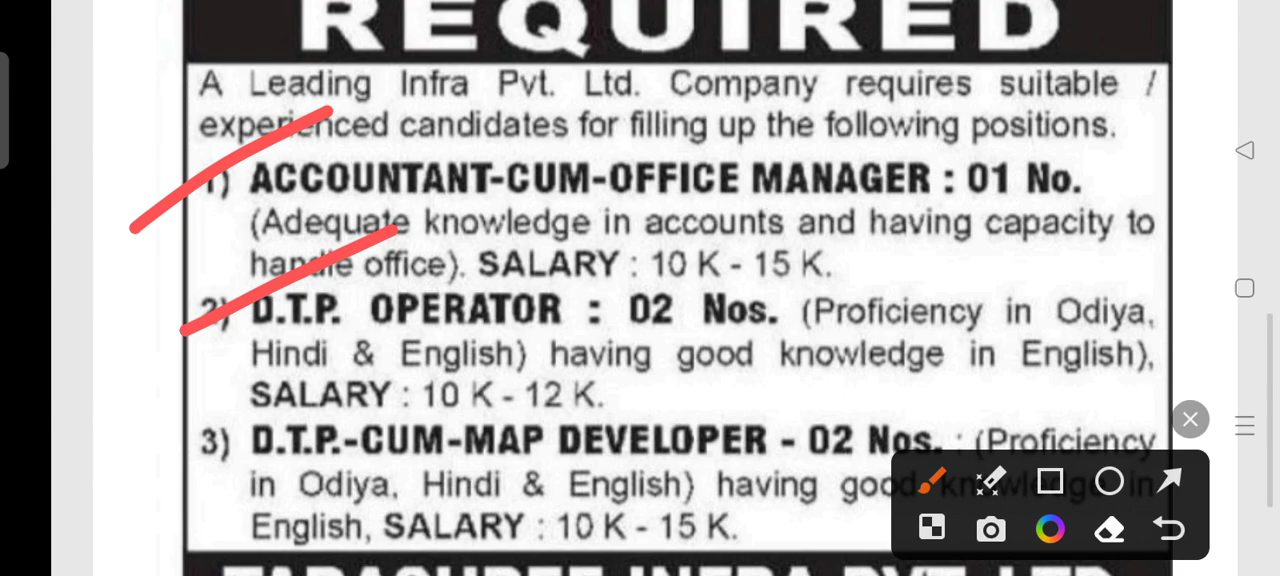 REQUIRED
A Leading Infra Pvt. Ltd. Company requires suitable /
experienced candidates for filling up the following positions.
1) ACCOUNTANT-CUM-OFFICE MANAGER : 01 No.
(Adequate knowledge in accounts and having capacity to
handle office). SALARY : 10 K - 15 K.
2) D.T.P. OPERATOR : 02 Nos. (Proficiency in Odiya,
Hindi & English) having good knowledge in English),
SALARY : 10 K - 12 K.
3) D.T.P.-CUM-MAP DEVELOPER - 02 Nos. : (Proficiency
in Odiya, Hindi & English) having good knowledge in
English, SALARY : 10 K - 15 K.
INFRA PVT. LTD.